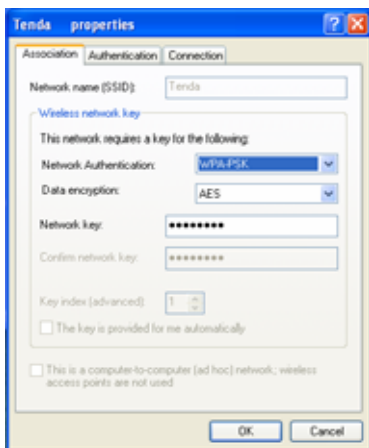 Tenda properties
Association Authentication Connection
Network name (SSID): Tenda
Wireless network key
This network requires a key for the following:
Network Authentication: WPA-PSK
Data encryption: AES
Network key: ••••••••
Confirm network key: ••••••••
Key index (advanced): 1
The key is provided for me automatically
This is a computer-to-computer (ad hoc) network; wireless
access points are not used
OK Cancel